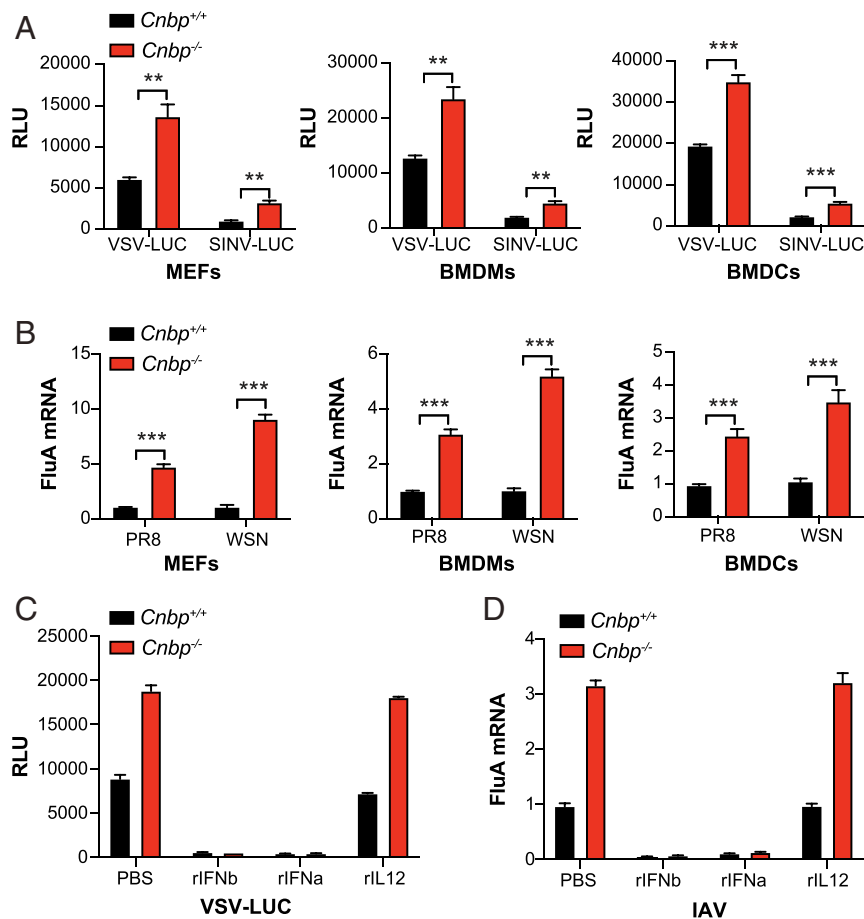 A
Cnbp+/+
Cnbp-/-
RLU
20000
15000
10000
5000
0
**
**
VSV-LUC SINV-LUC
MEFs
RLU
30000
20000
10000
0
**
**
VSV-LUC SINV-LUC
BMDMs
RLU
40000
30000
20000
10000
0
***
***
VSV-LUC SINV-LUC
BMDCs
B
Cnbp+/+
Cnbp-/-
FluA mRNA
15
10
5
0
***
***
PR8 WSN
MEFs
FluA mRNA
6
4
2
0
***
***
PR8 WSN
BMDMs
FluA mRNA
5
4
3
2
1
0
***
***
PR8 WSN
BMDCs
C
Cnbp+/+
Cnbp-/-
RLU
25000
20000
15000
10000
5000
0
PBS rIFNb rIFNa rIL12
VSV-LUC
D
Cnbp+/+
Cnbp-/-
FluA mRNA
4
3
2
1
0
PBS rIFNb rIFNa rIL12
IAV